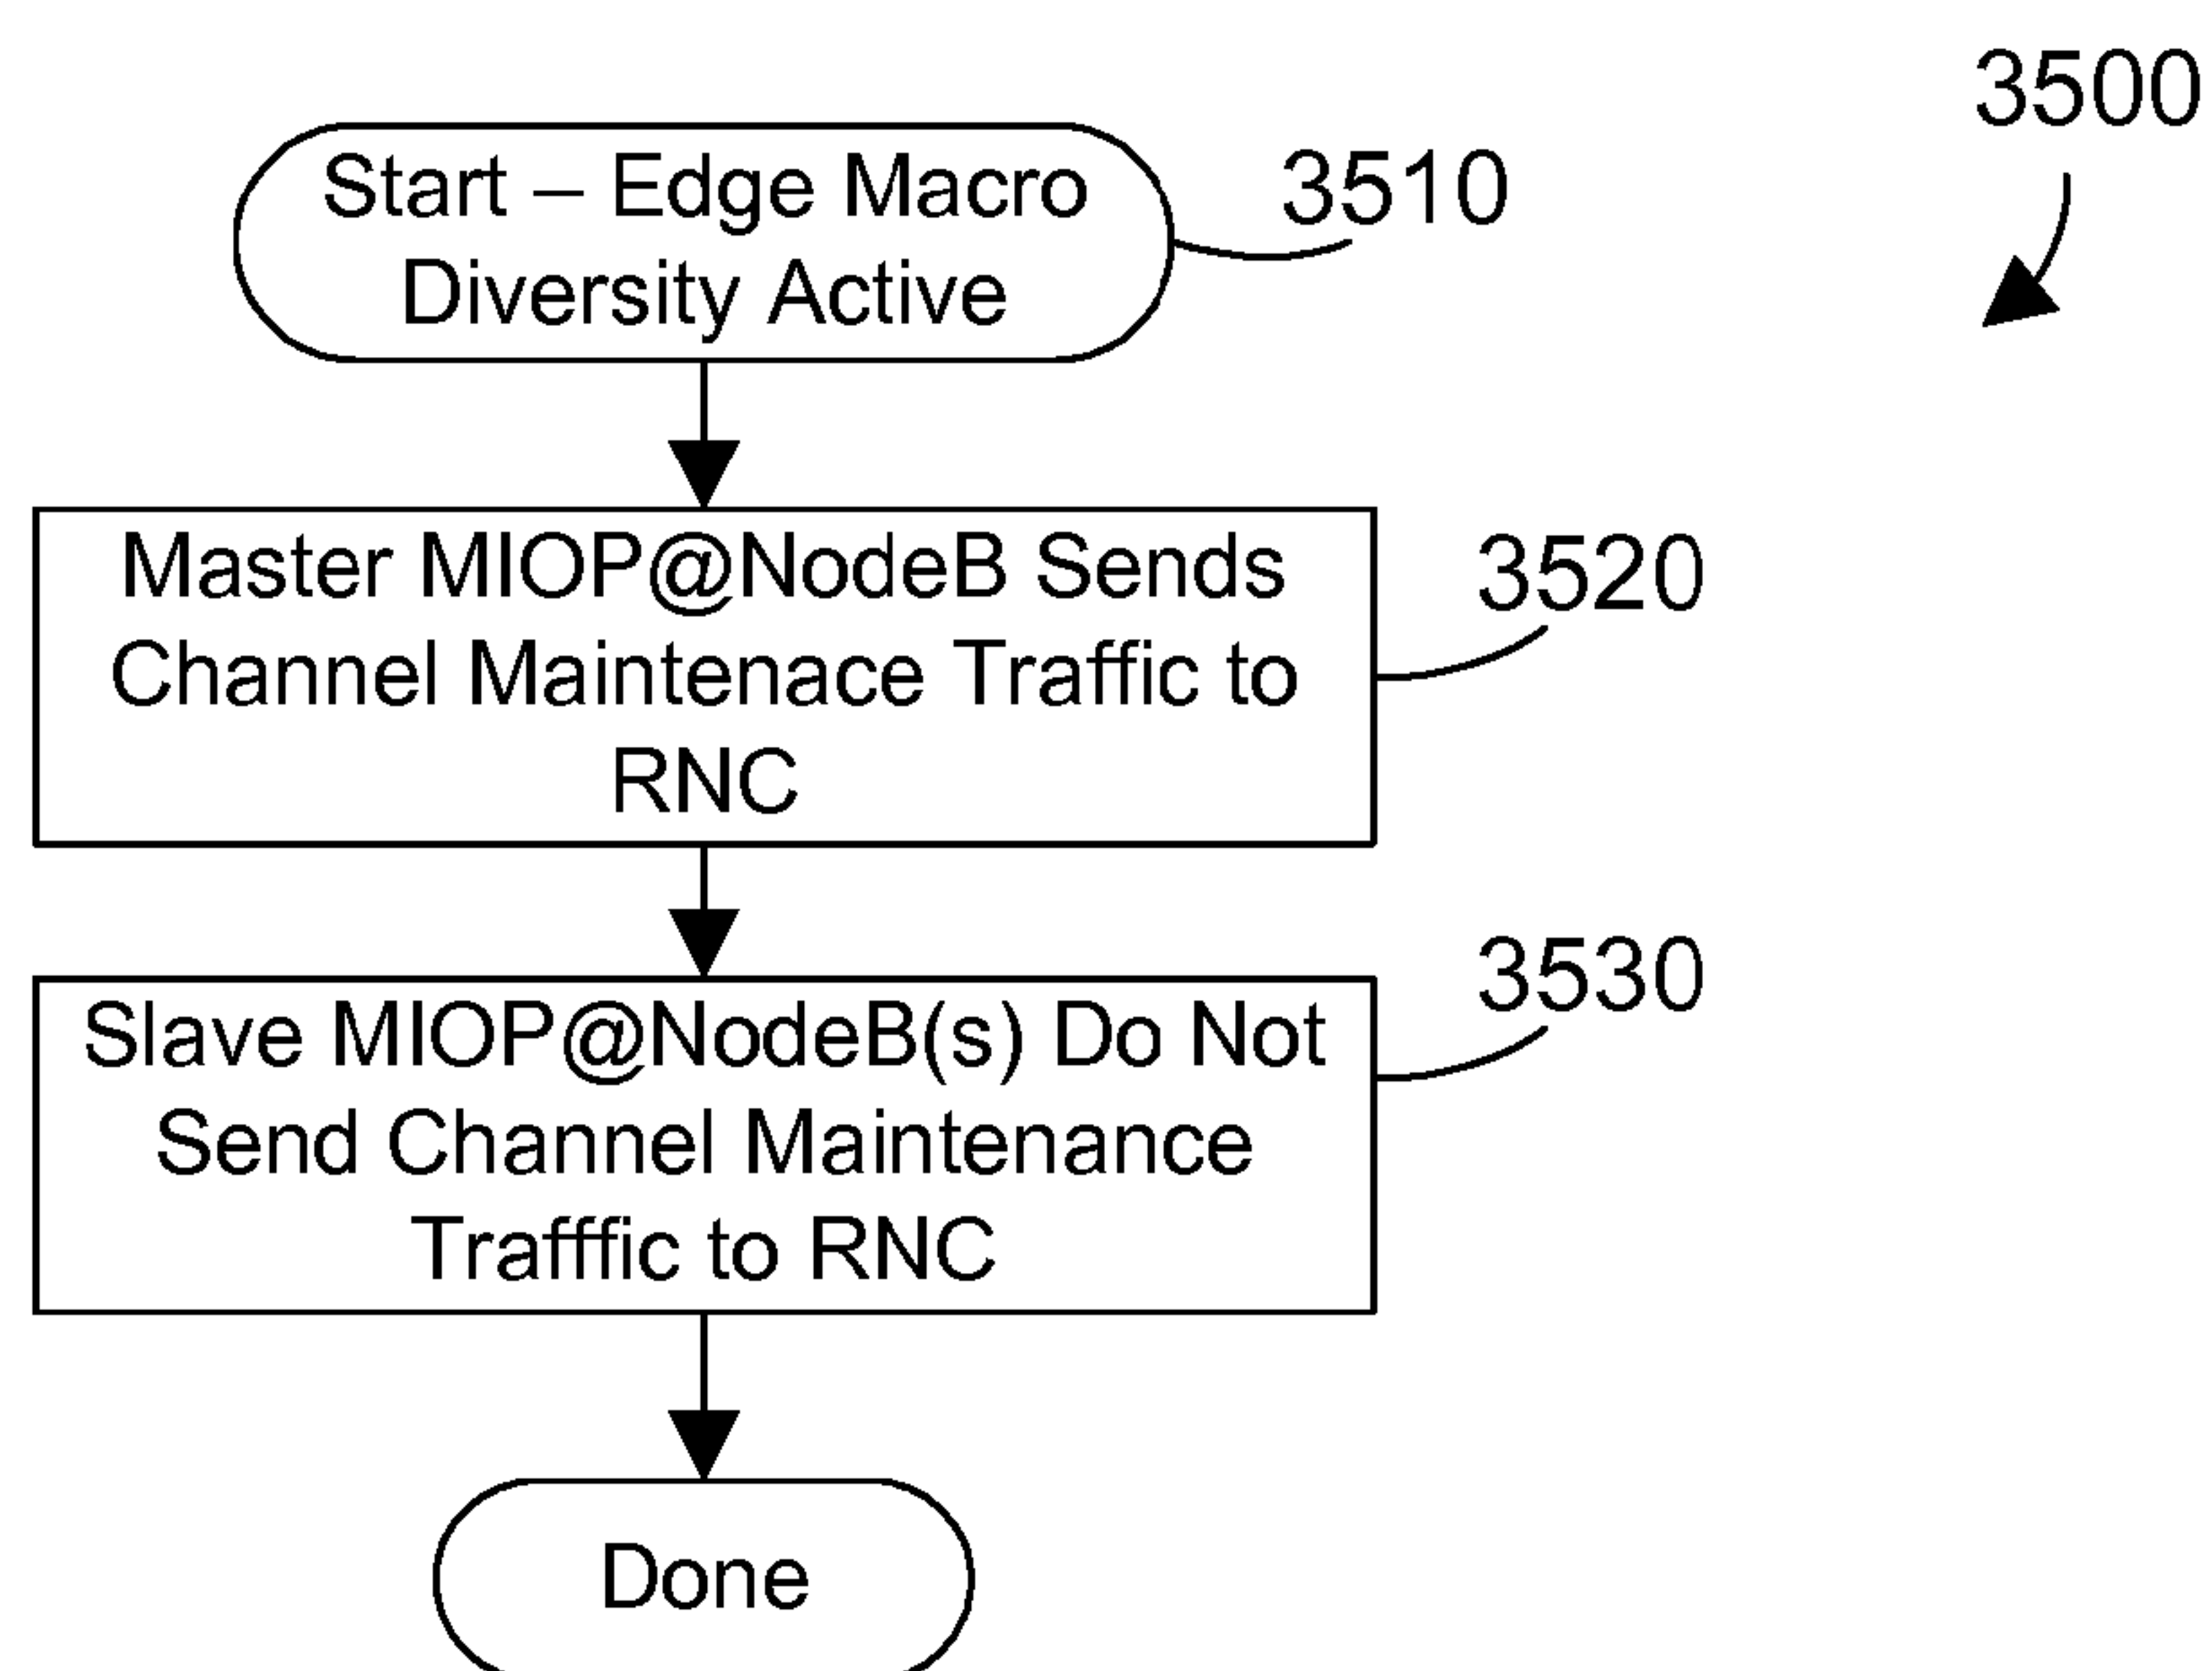 3500
Start – Edge Macro
Diversity Active
3510
Master MIOP@NodeB Sends
Channel Maintenace Traffic to
RNC
3520
Slave MIOP@NodeB(s) Do Not
Send Channel Maintenance
Traffffic to RNC
3530
Done